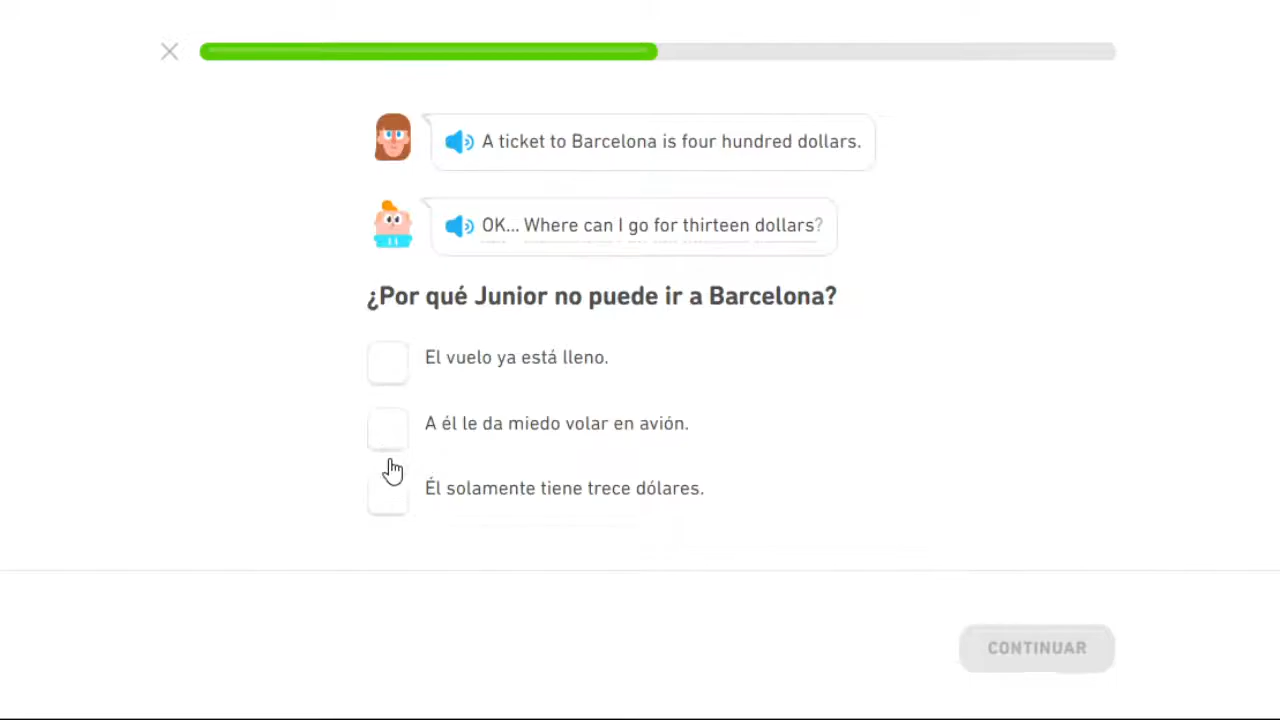 A ticket to Barcelona is four hundred dollars.
OK... Where can I go for thirteen dollars?
¿Por qué Junior no puede ir a Barcelona?
El vuelo ya está lleno.
A él le da miedo volar en avión.
Él solamente tiene trece dólares.
CONTINUAR